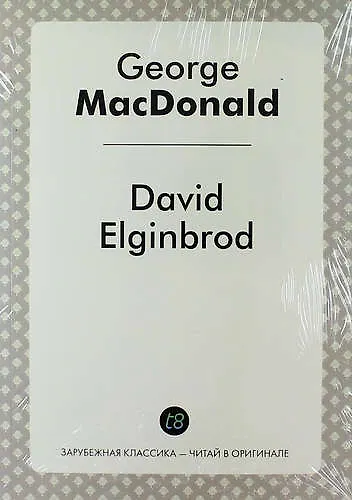 George
MacDonald
David
Elginbrod
t8
ЗАРУБЕЖНАЯ КЛАССИКА — ЧИТАЙ В ОРИГИНАЛЕ